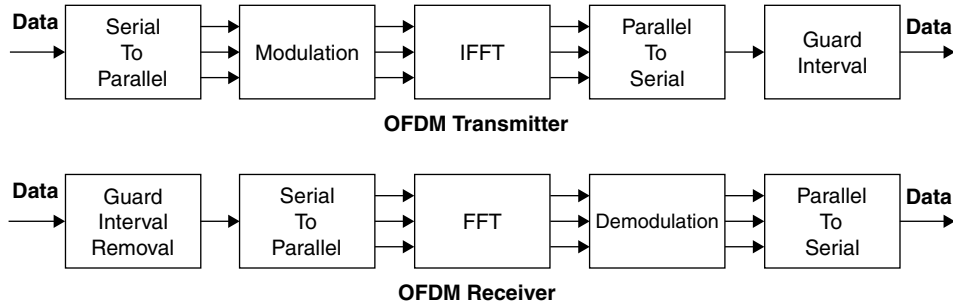 Data
Serial
To
Parallel
Modulation
IFFT
Parallel
To
Serial
Guard
Interval
Data
OFDM Transmitter
Data
Guard
Interval
Removal
Serial
To
Parallel
FFT
Demodulation
Parallel
To
Serial
Data
OFDM Receiver